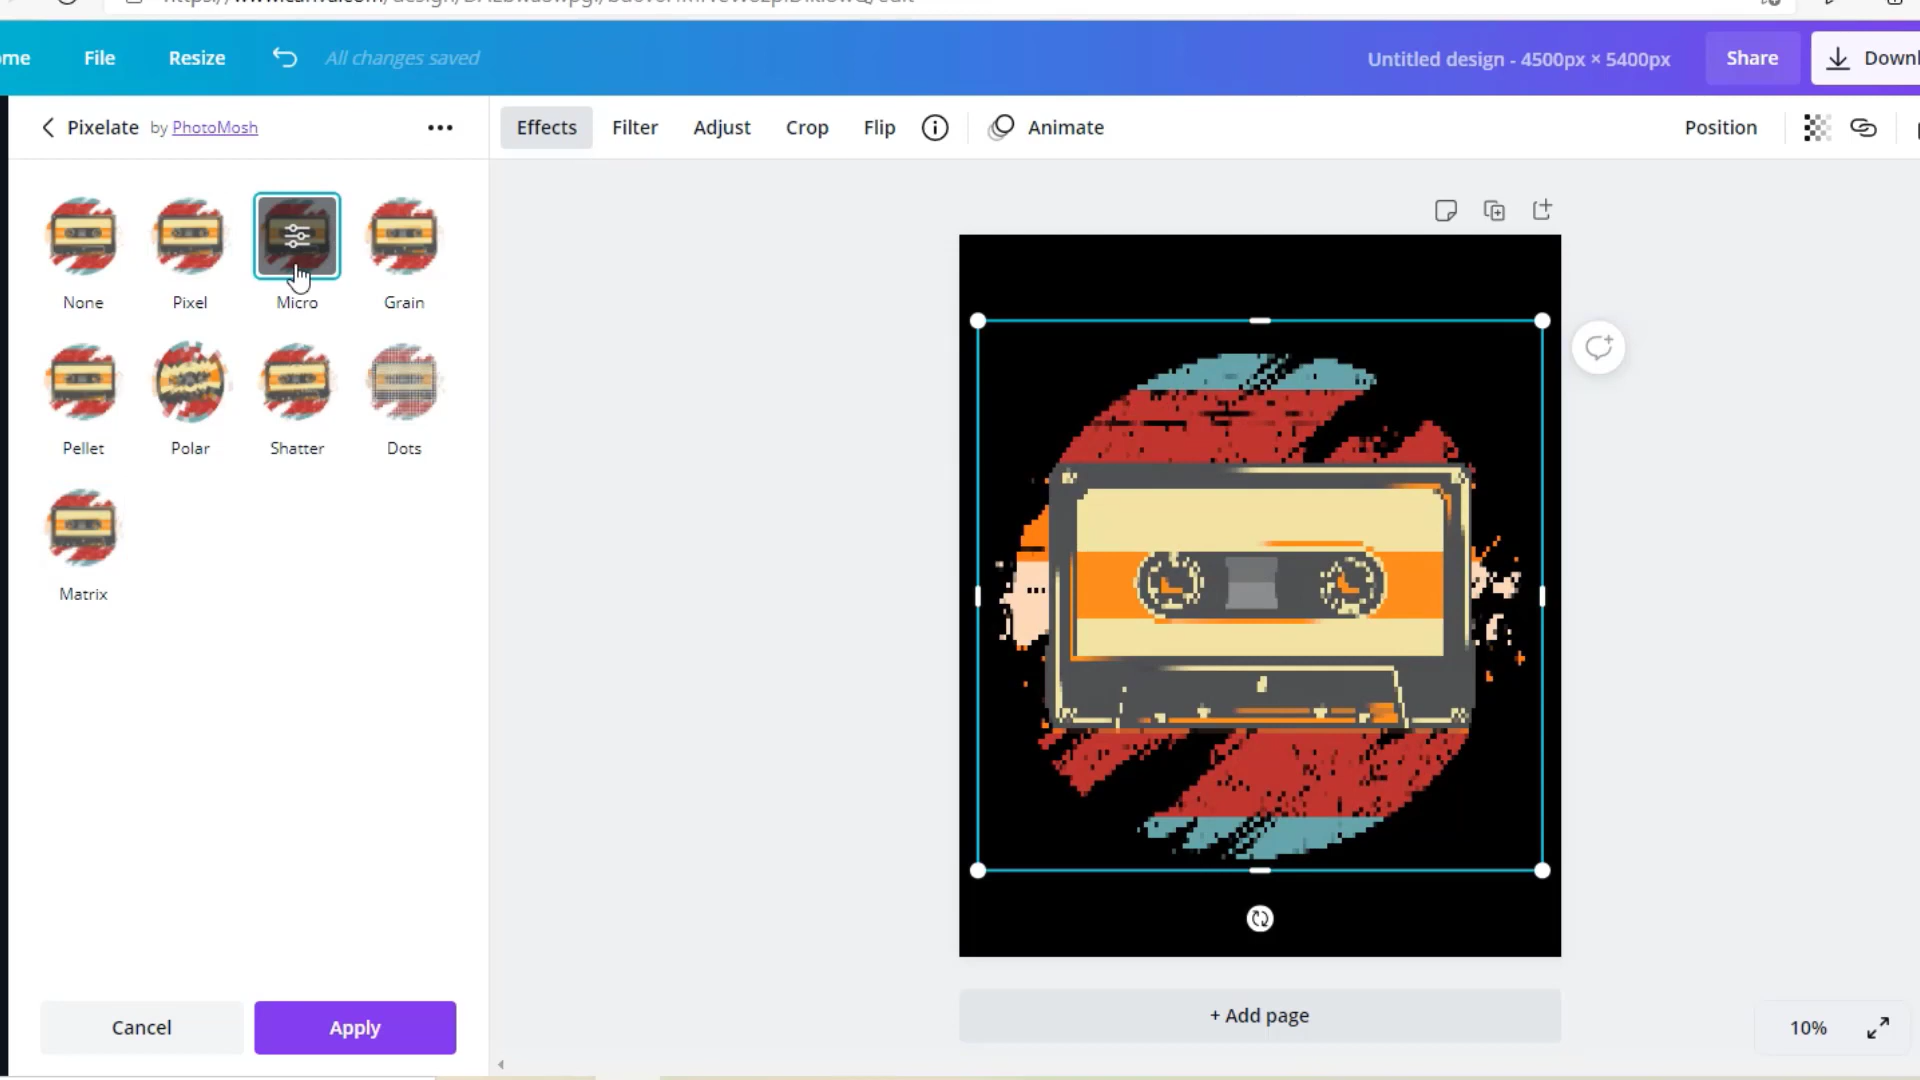 ome File Resize All changes saved Untitled design - 4500px × 5400px Share Downl
Pixelate by PhotoMosh
Effects Filter Adjust Crop Flip Animate Position
None Pixel Micro Grain
Pellet Polar Shatter Dots
Matrix
Cancel Apply
+ Add page
10%